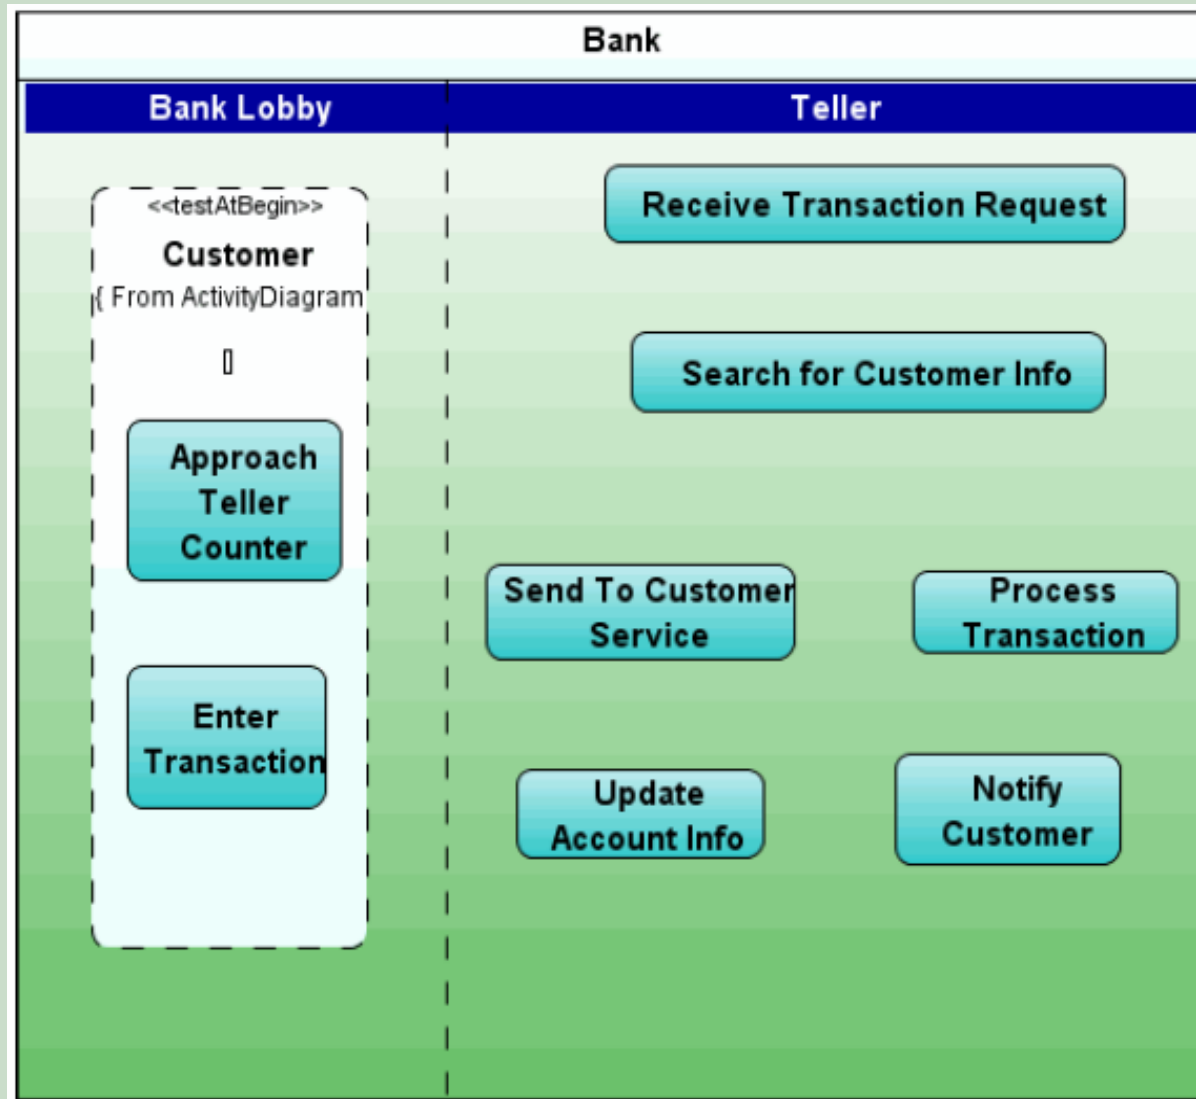 Bank
Bank Lobby
Teller
<<testAtBegin>>
Customer
{ From ActivityDiagram
[]
Approach
Teller
Counter
Enter
Transaction
Receive Transaction Request
Search for Customer Info
Send To Customer
Service
Process
Transaction
Update
Account Info
Notify
Customer